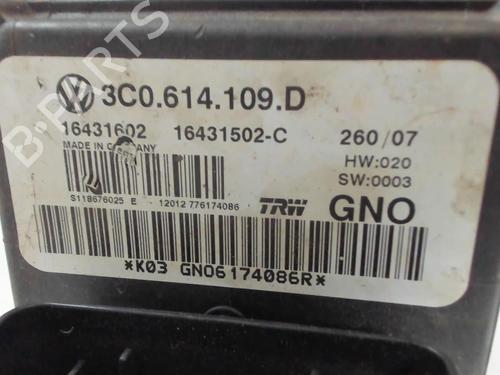 3C0.614.109.D
16431602 16431502-C 260/07
MADE IN GERMANY HW:020
SW:0003
S118676025 E 12012 776174086 TRW GNO
*K03 GNO6174086R*
B-PARTS